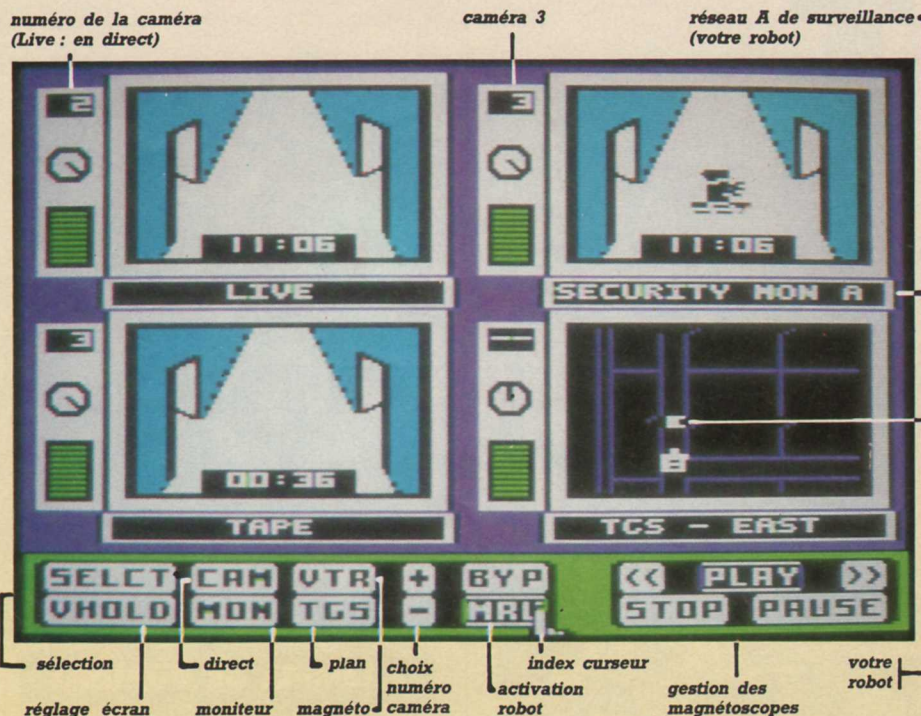 numéro de la caméra
(Live : en direct)
caméra 3
réseau A de surveillance
(votre robot)
2
3
11:06
11:06
LIVE
SECURITY MON A
3
00:36
TAPE
TGS - EAST
SELCT CAM VTR + BYP << PLAY >>
VHOLD MON TGS - MRL STOP PAUSE
sélection
direct
plan
choix
numéro
caméra
index curseur
votre
robot
réglage écran
moniteur
magnéto
activation
robot
gestion des
magnétoscopes